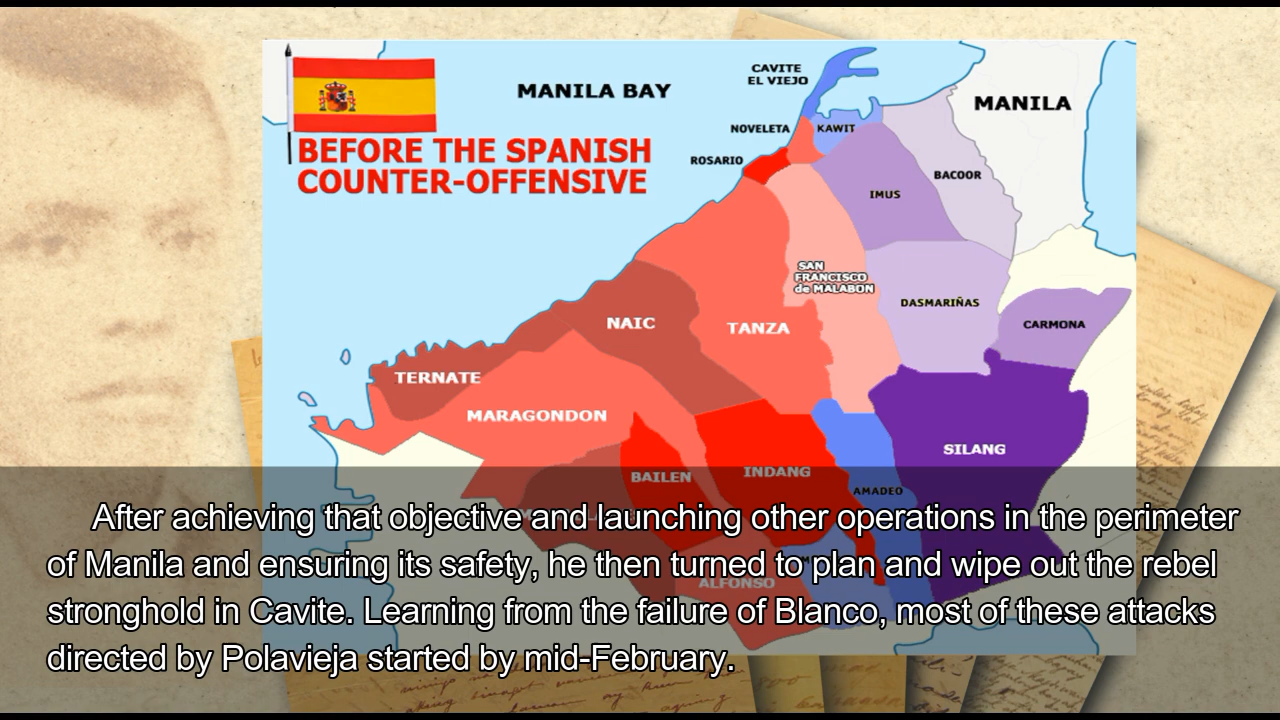 CAVITE
EL VIEJO
MANILA BAY
MANILA
NOVELETA
KAWIT
BEFORE THE SPANISH
COUNTER-OFFENSIVE
ROSARIO
BACOOR
IMUS
SAN
FRANCISCO
de MALABON
DASMARIÑAS
NAIC
TANZA
CARMONA
TERNATE
MARAGONDON
SILANG
BAILEN
INDANG
AMADEO
ALFONSO
After achieving that objective and launching other operations in the perimeter
of Manila and ensuring its safety, he then turned to plan and wipe out the rebel
stronghold in Cavite. Learning from the failure of Blanco, most of these attacks
directed by Polavieja started by mid-February.